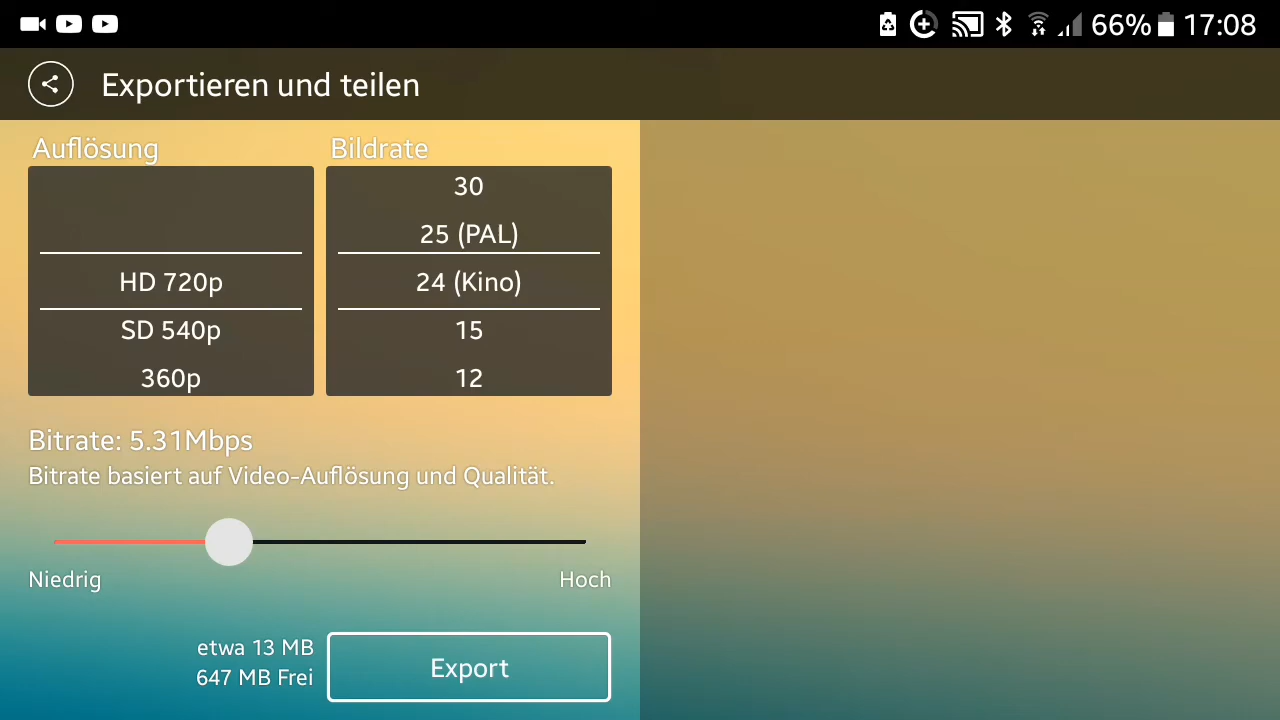 66% 17:08
Exportieren und teilen
Auflösung
HD 720p
SD 540p
360p
Bildrate
30
25 (PAL)
24 (Kino)
15
12
Bitrate: 5.31Mbps
Bitrate basiert auf Video-Auflösung und Qualität.
Niedrig
Hoch
etwa 13 MB
647 MB Frei
Export